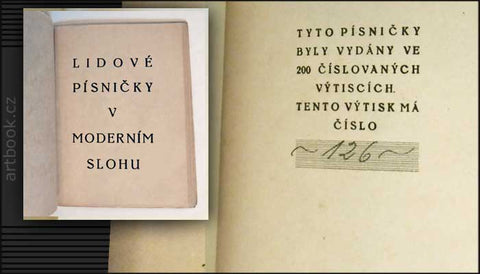 artbook.cz
LIDOVÉ
PÍSNIČKY
V
MODERNÍM
SLOHU
TYTO PÍSNIČKY
BYLY VYDÁNY VE
200 ČÍSLOVANÝCH
VÝTISCÍCH.
TENTO VÝTISK MÁ
ČÍSLO
~126~